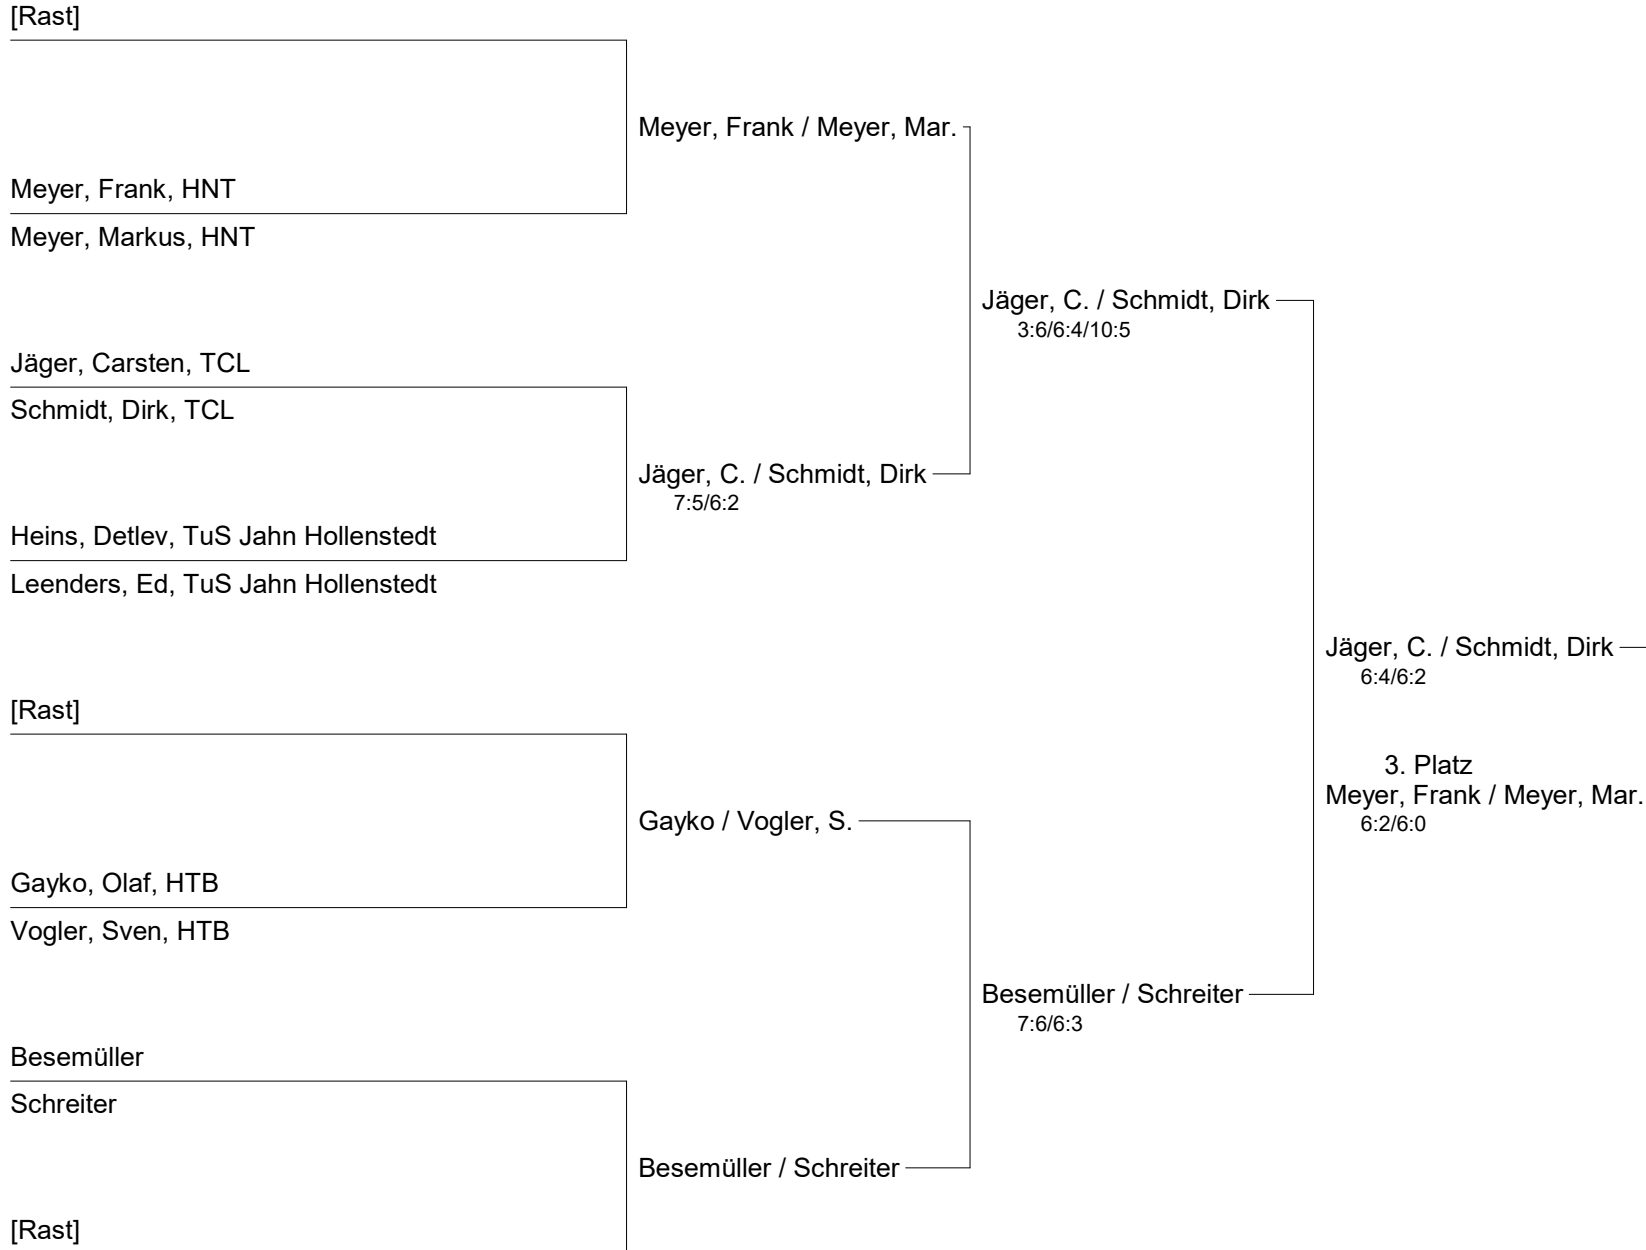 [Rast]
Meyer, Frank / Meyer, Mar.
Meyer, Frank, HNT
Meyer, Markus, HNT
Jäger, C. / Schmidt, Dirk
3:6/6:4/10:5
Jäger, Carsten, TCL
Schmidt, Dirk, TCL
Jäger, C. / Schmidt, Dirk
7:5/6:2
Heins, Detlev, TuS Jahn Hollenstedt
Leenders, Ed, TuS Jahn Hollenstedt
Jäger, C. / Schmidt, Dirk
6:4/6:2
[Rast]
3. Platz
Meyer, Frank / Meyer, Mar.
6:2/6:0
Gayko / Vogler, S.
Gayko, Olaf, HTB
Vogler, Sven, HTB
Besemüller / Schreiter
7:6/6:3
Besemüller
Schreiter
Besemüller / Schreiter
[Rast]